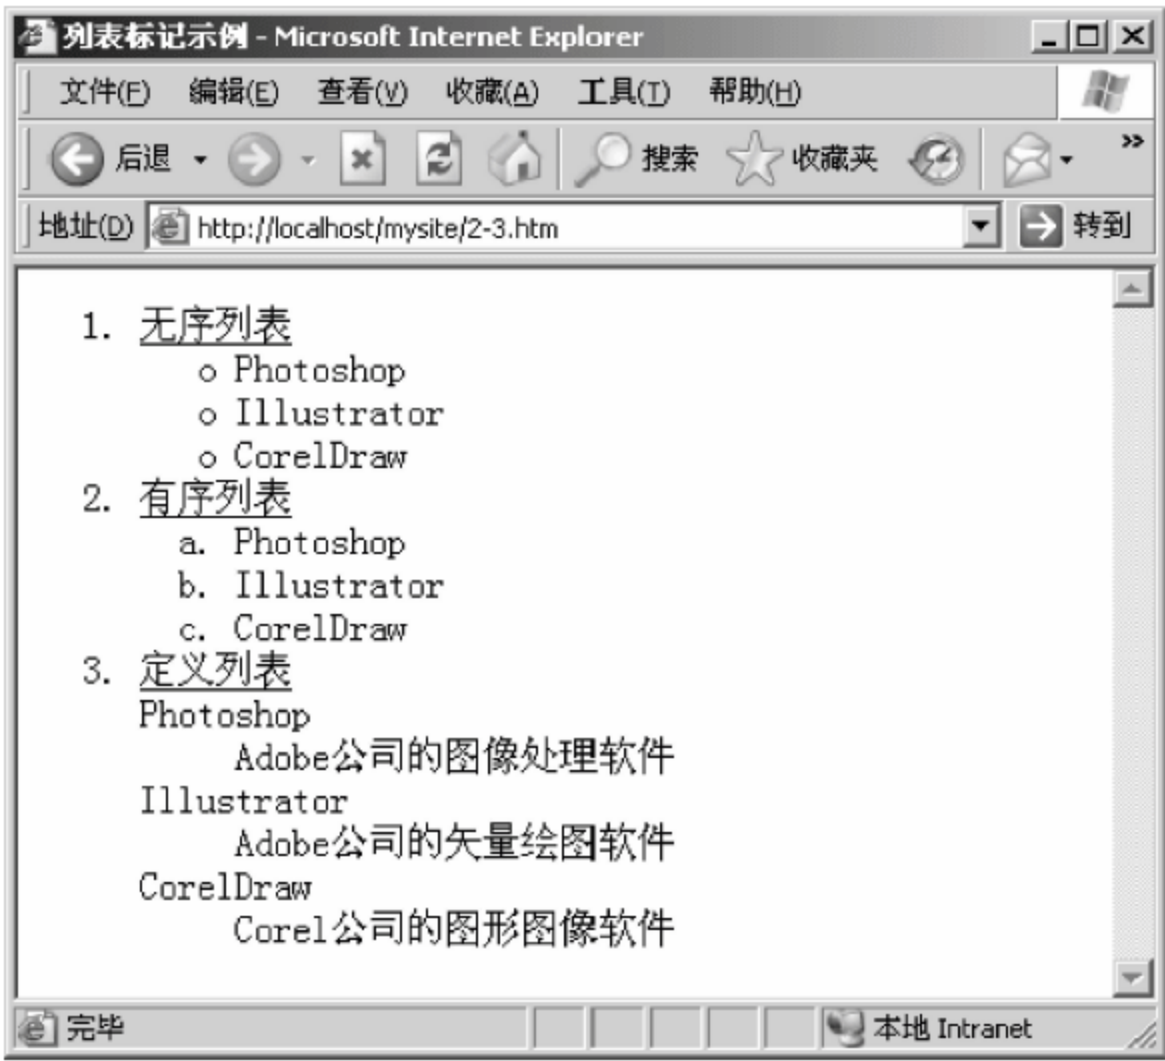 列表标记示例 - Microsoft Internet Explorer
文件(F) 编辑(E) 查看(V) 收藏(A) 工具(T) 帮助(H)
后退 搜索 收藏夹 »
地址(D) http://localhost/mysite/2-3.htm 转到
1. 无序列表
o Photoshop
o Illustrator
o CorelDraw
2. 有序列表
a. Photoshop
b. Illustrator
c. CorelDraw
3. 定义列表
Photoshop
Adobe公司的图像处理软件
Illustrator
Adobe公司的矢量绘图软件
CorelDraw
Corel公司的图形图像软件
完毕 本地 Intranet